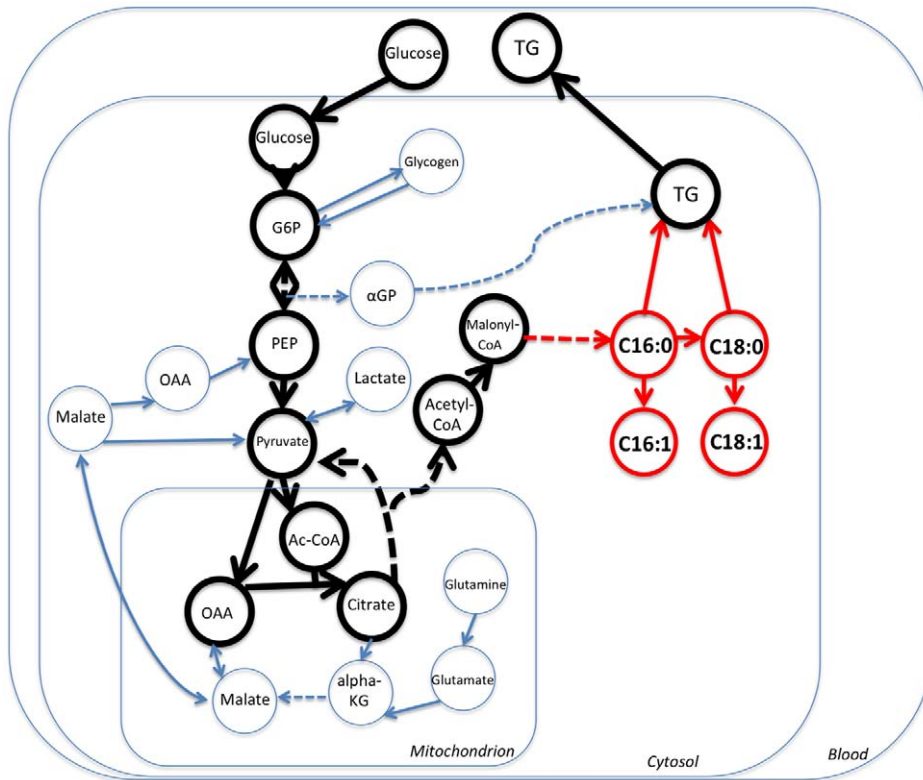 Glucose
TG
Glucose
Glycogen
TG
G6P
αGP
PEP
Malonyl-
CoA
C16:0
C18:0
OAA
Lactate
Malate
Acetyl-
CoA
Pyruvate
C16:1
C18:1
Ac-CoA
OAA
Citrate
Glutamine
Malate
alpha-
KG
Glutamate
Mitochondrion
Cytosol
Blood